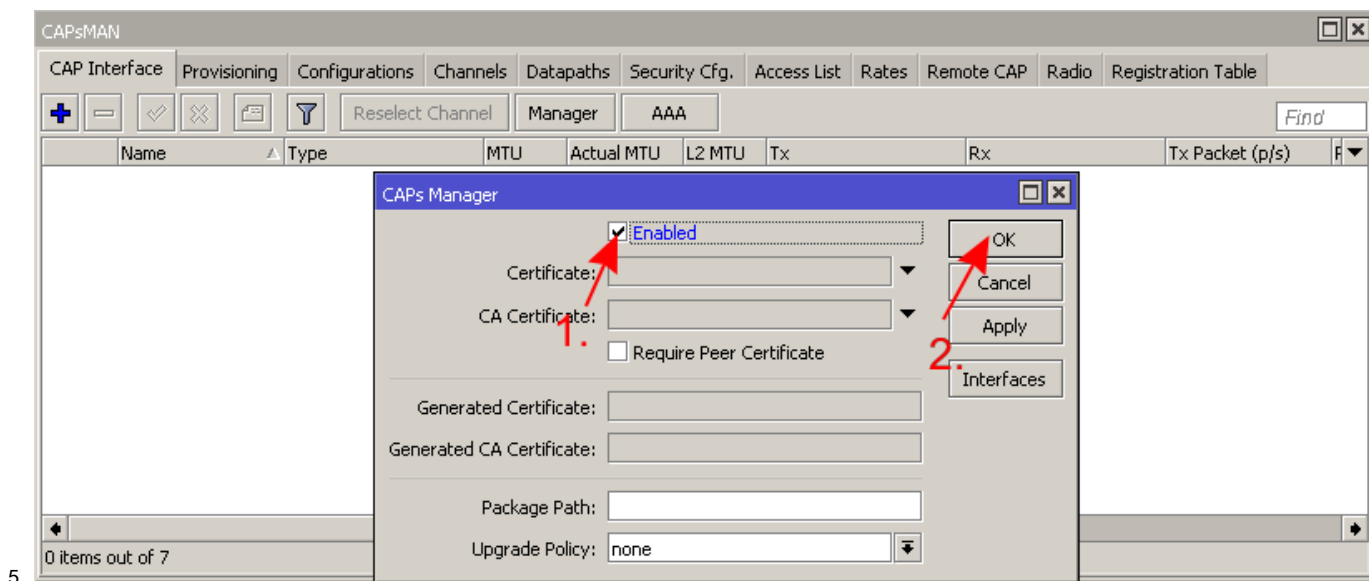 CAPsMAN
CAP Interface Provisioning Configurations Channels Datapaths Security Cfg. Access List Rates Remote CAP Radio Registration Table
Reselect Channel Manager AAA Find
Name Type MTU Actual MTU L2 MTU Tx Rx Tx Packet (p/s)
CAPs Manager
Enabled OK
Certificate: Cancel
CA Certificate: Apply
1. 2.
Require Peer Certificate
Interfaces
Generated Certificate:
Generated CA Certificate:
Package Path:
Upgrade Policy: none
0 items out of 7
5